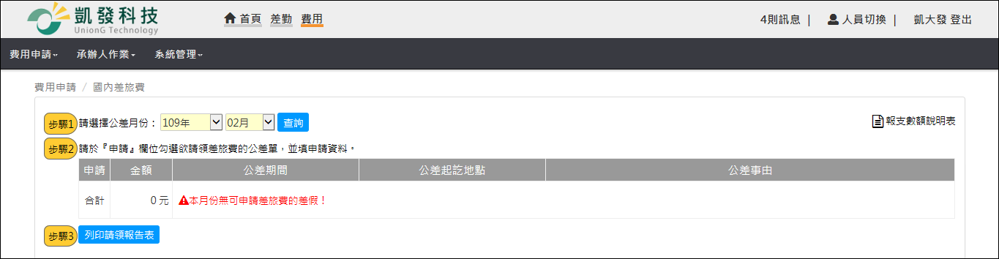 凱發科技
UnionG Technology
首頁 差勤 費用
4則訊息 | 人員切換 | 凱大發 登出
費用申請 承辦人作業 系統管理
費用申請 / 國內差旅費
步驟1 請選擇公差月份： 109年 02月 查詢 報支數額說明表
步驟2 請於『申請』欄位勾選欲請領差旅費的公差單，並填申請資料。
申請 金額 公差期間 公差起訖地點 公差事由
合計 0 元 本月份無可申請差旅費的差假！
步驟3 列印請領報告表